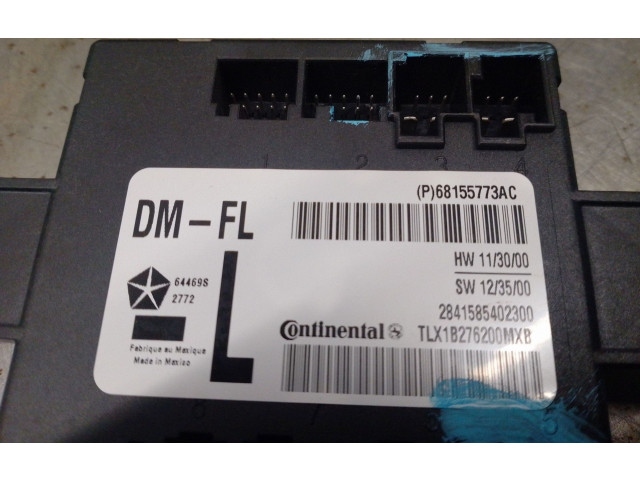 1 2 3 4
(P)68155773AC
DM-FL
HW 11/30/00
SW 12/35/00
64469S
2772
L
2841585402300
Continental
TLX1B276200MXB
Fabrique au Mexique
Made in Mexico